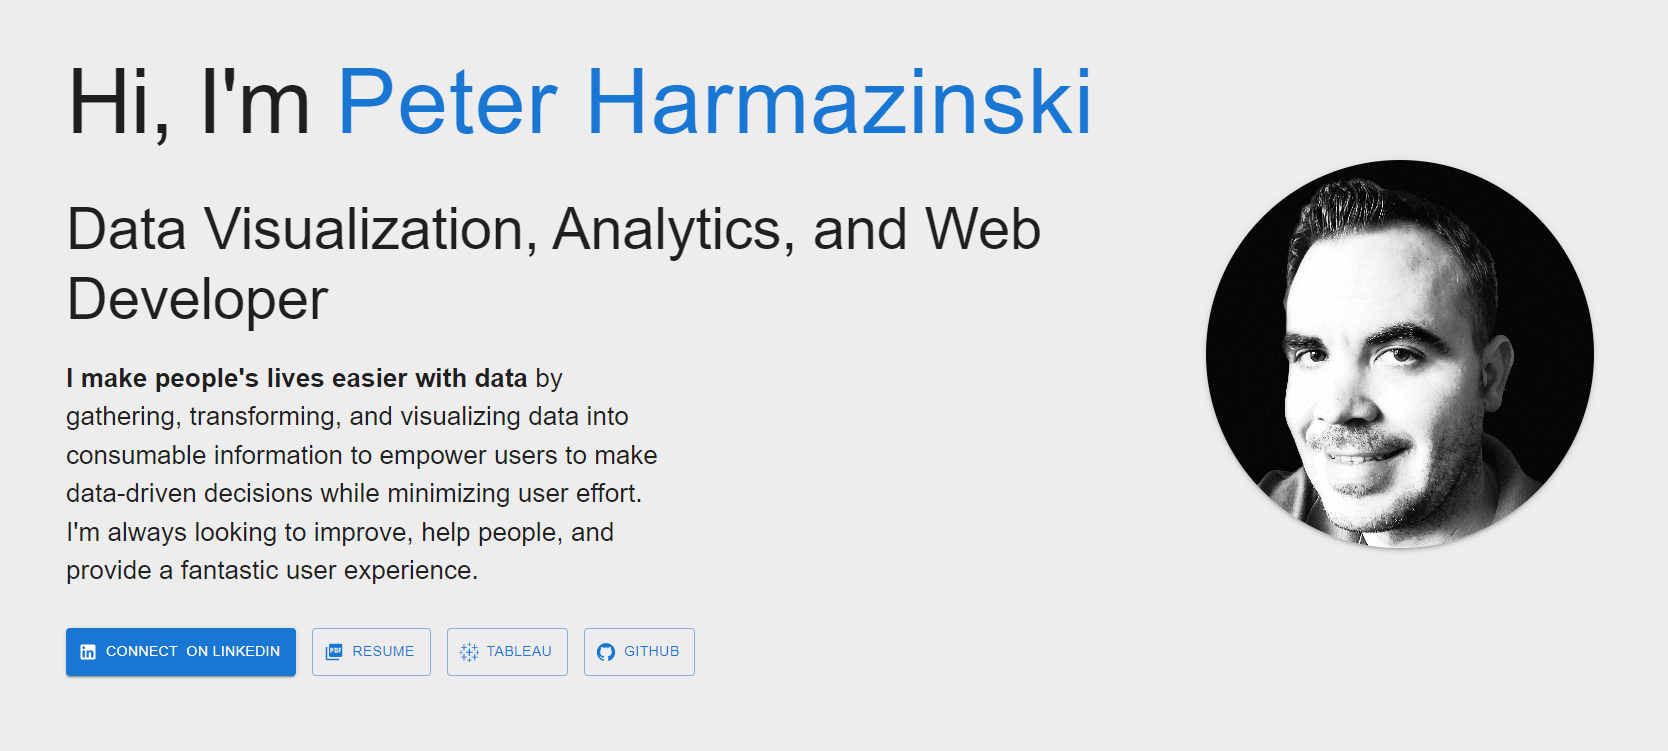 Hi, I'm Peter Harmazinski
Data Visualization, Analytics, and Web
Developer
I make people's lives easier with data by
gathering, transforming, and visualizing data into
consumable information to empower users to make
data-driven decisions while minimizing user effort.
I'm always looking to improve, help people, and
provide a fantastic user experience.
in CONNECT  ON LINKEDIN PDF RESUME TABLEAU GITHUB